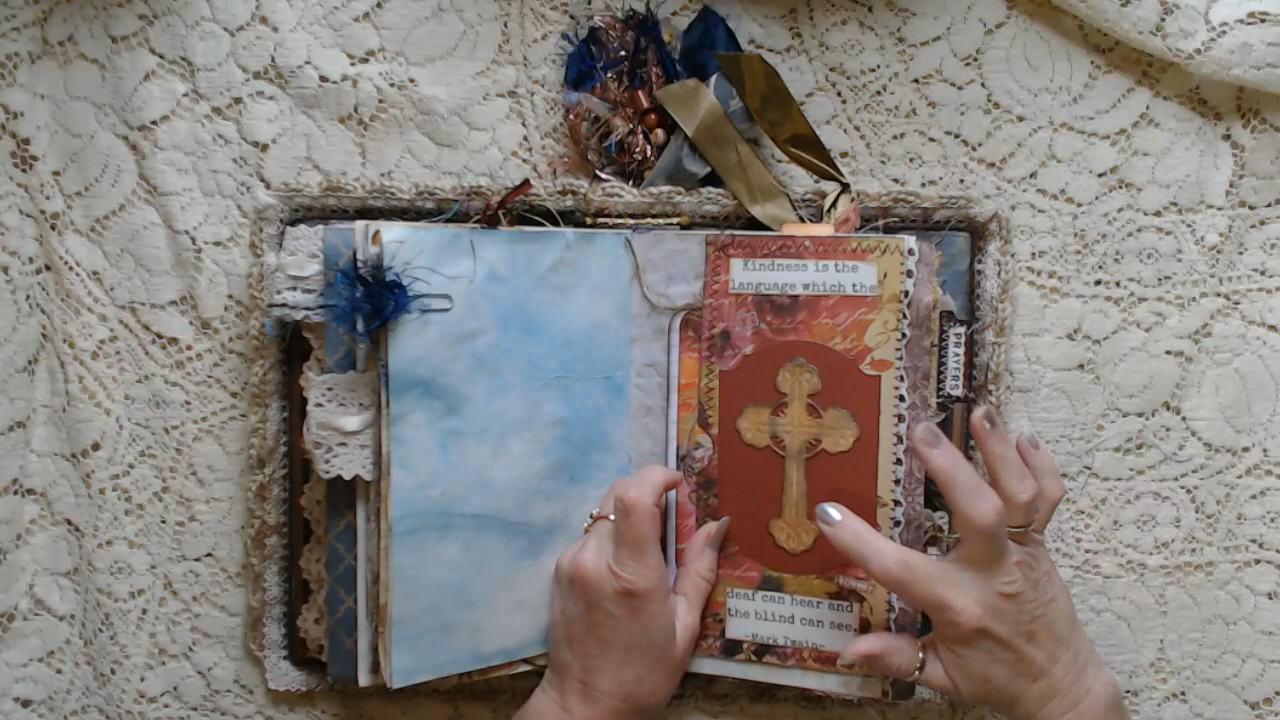 Kindness is the
language which the
PRAYERS
deaf can hear and
the blind can see.
-Mark Twain-